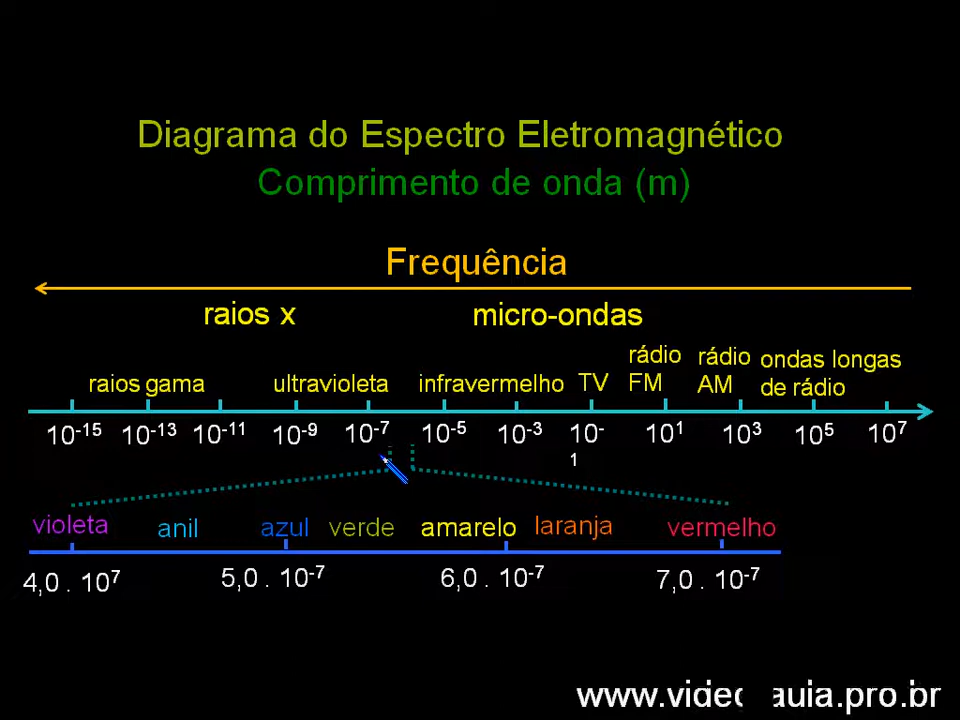 Diagrama do Espectro Eletromagnético
Comprimento de onda (m)
Frequência
raios x micro-ondas
raios gama ultravioleta infravermelho TV rádio FM rádio AM ondas longas de rádio
10-15 10-13 10-11 10-9 10-7 10-5 10-3 10-1 101 103 105 107
violeta anil azul verde amarelo laranja vermelho
4,0 . 107 5,0 . 10-7 6,0 . 10-7 7,0 . 10-7